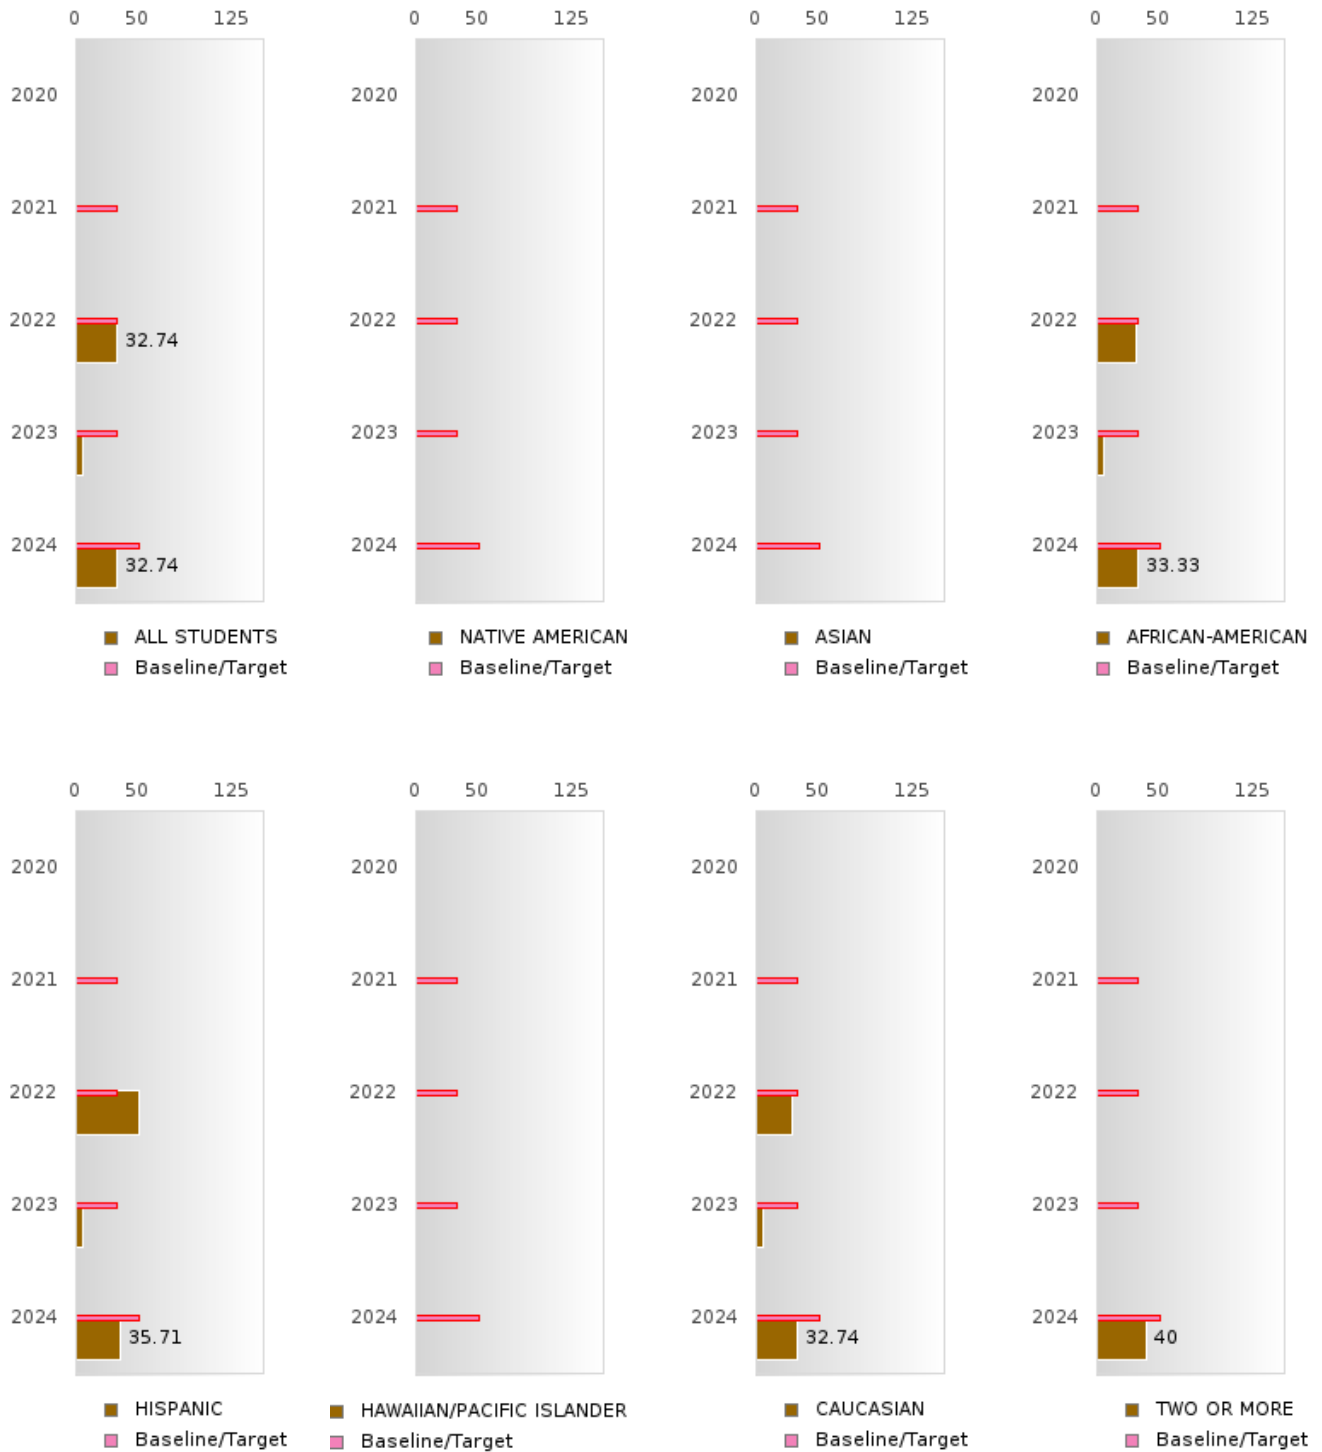 0 50 125 0 50 125 0 50 125 0 50 125
2020 2020 2020 2020
2021 2021 2021 2021
2022 2022 2022 2022
32.74
2023 2023 2023 2023
2024 2024 2024 2024
32.74 33.33
ALL STUDENTS NATIVE AMERICAN ASIAN AFRICAN-AMERICAN
Baseline/Target Baseline/Target Baseline/Target Baseline/Target
0 50 125 0 50 125 0 50 125 0 50 125
2020 2020 2020 2020
2021 2021 2021 2021
2022 2022 2022 2022
2023 2023 2023 2023
2024 2024 2024 2024
35.71 32.74 40
HISPANIC HAWAIIAN/PACIFIC ISLANDER CAUCASIAN TWO OR MORE
Baseline/Target Baseline/Target Baseline/Target Baseline/Target